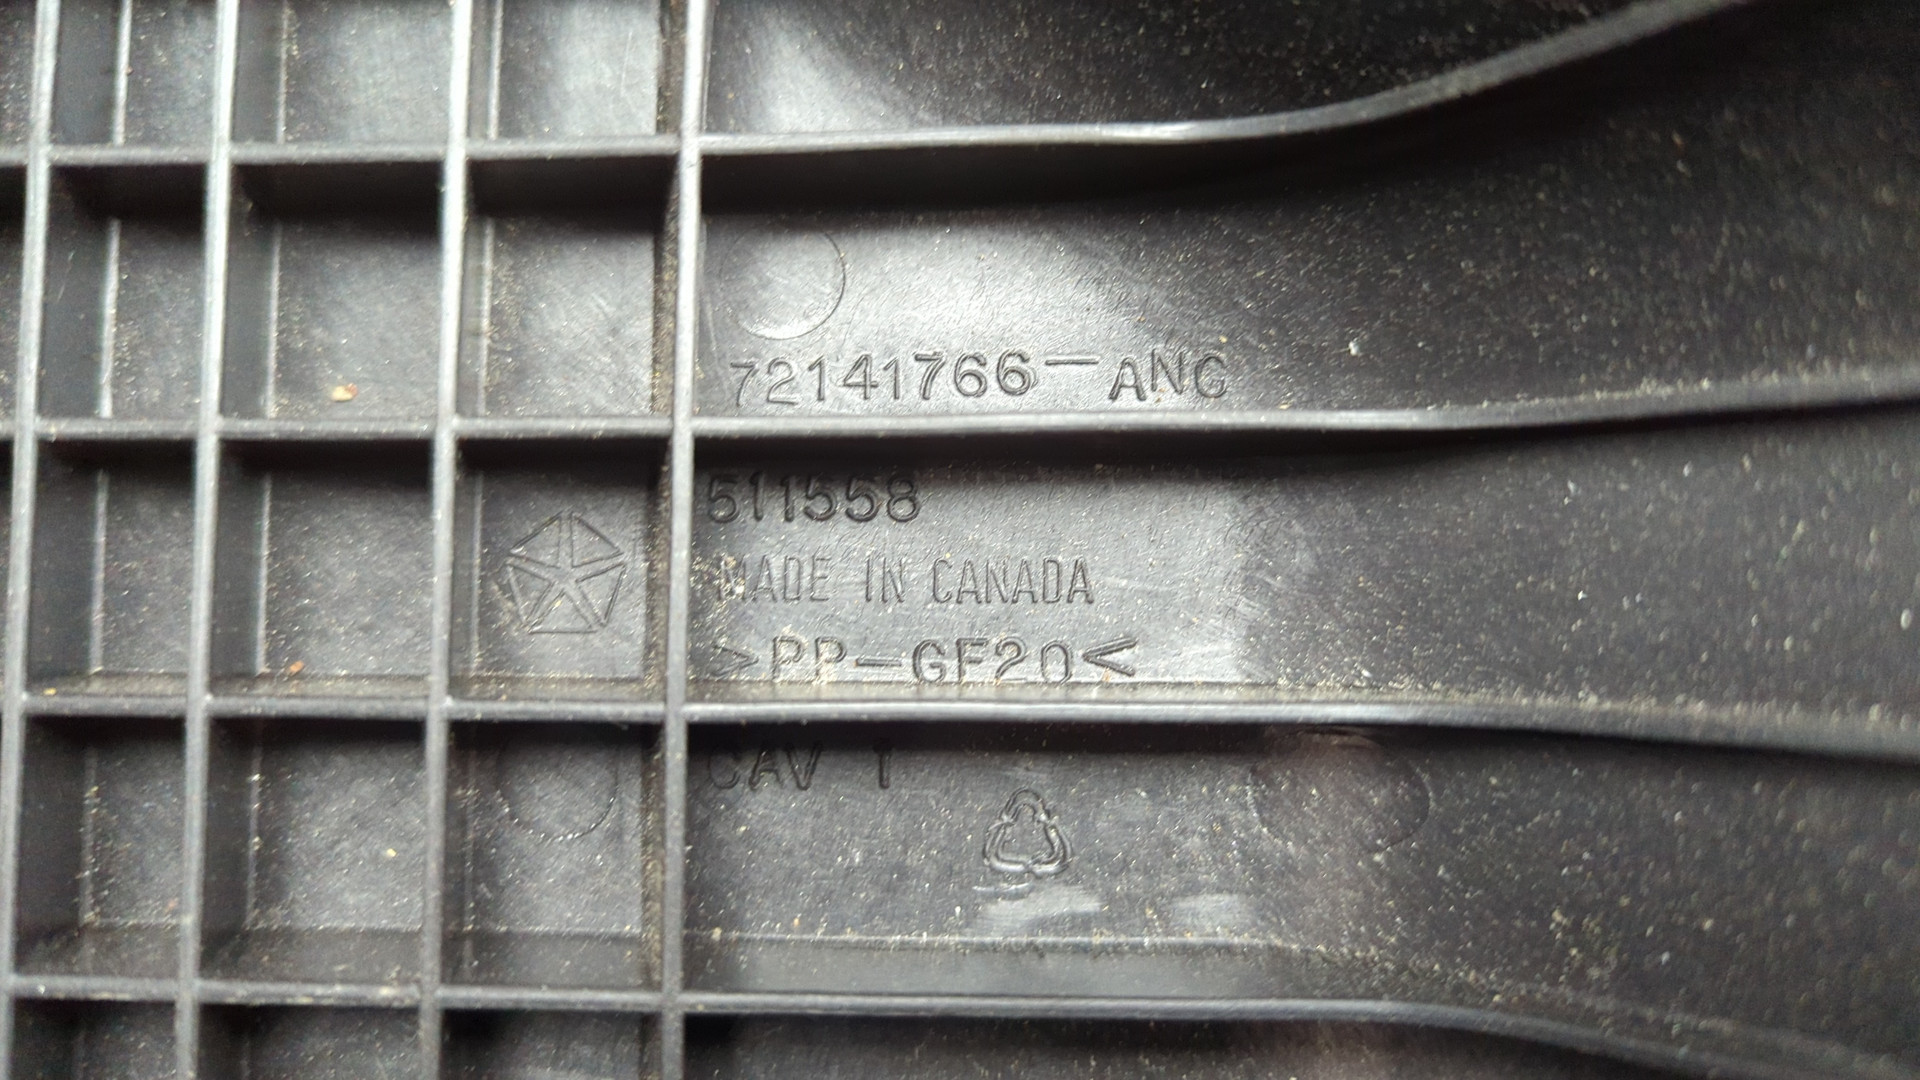 72141766-ANC
511558
MADE IN CANADA
>PP-GF20<
CAV 1